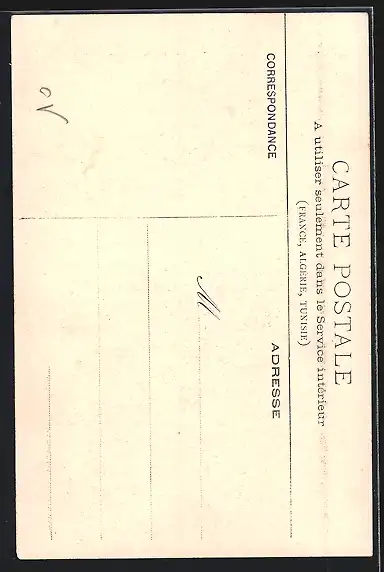 CARTE POSTALE
A utiliser seulement dans le Service intérieur
(FRANCE, ALGERIE, TUNISIE)
CORRESPONDANCE
ADRESSE
M